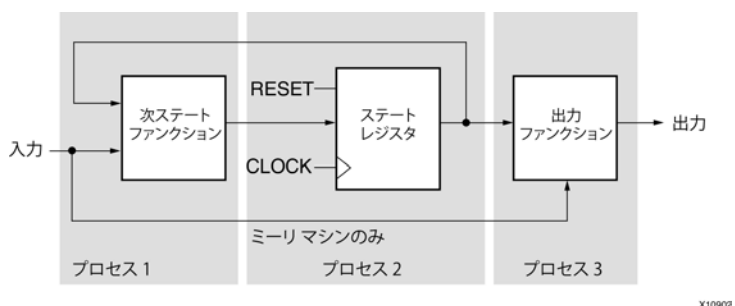 RESET
次ステート
ファンクション
ステート
レジスタ
出力
ファンクション
入力
出力
CLOCK
ミーリ マシンのみ
プロセス 1
プロセス 2
プロセス 3
X10903